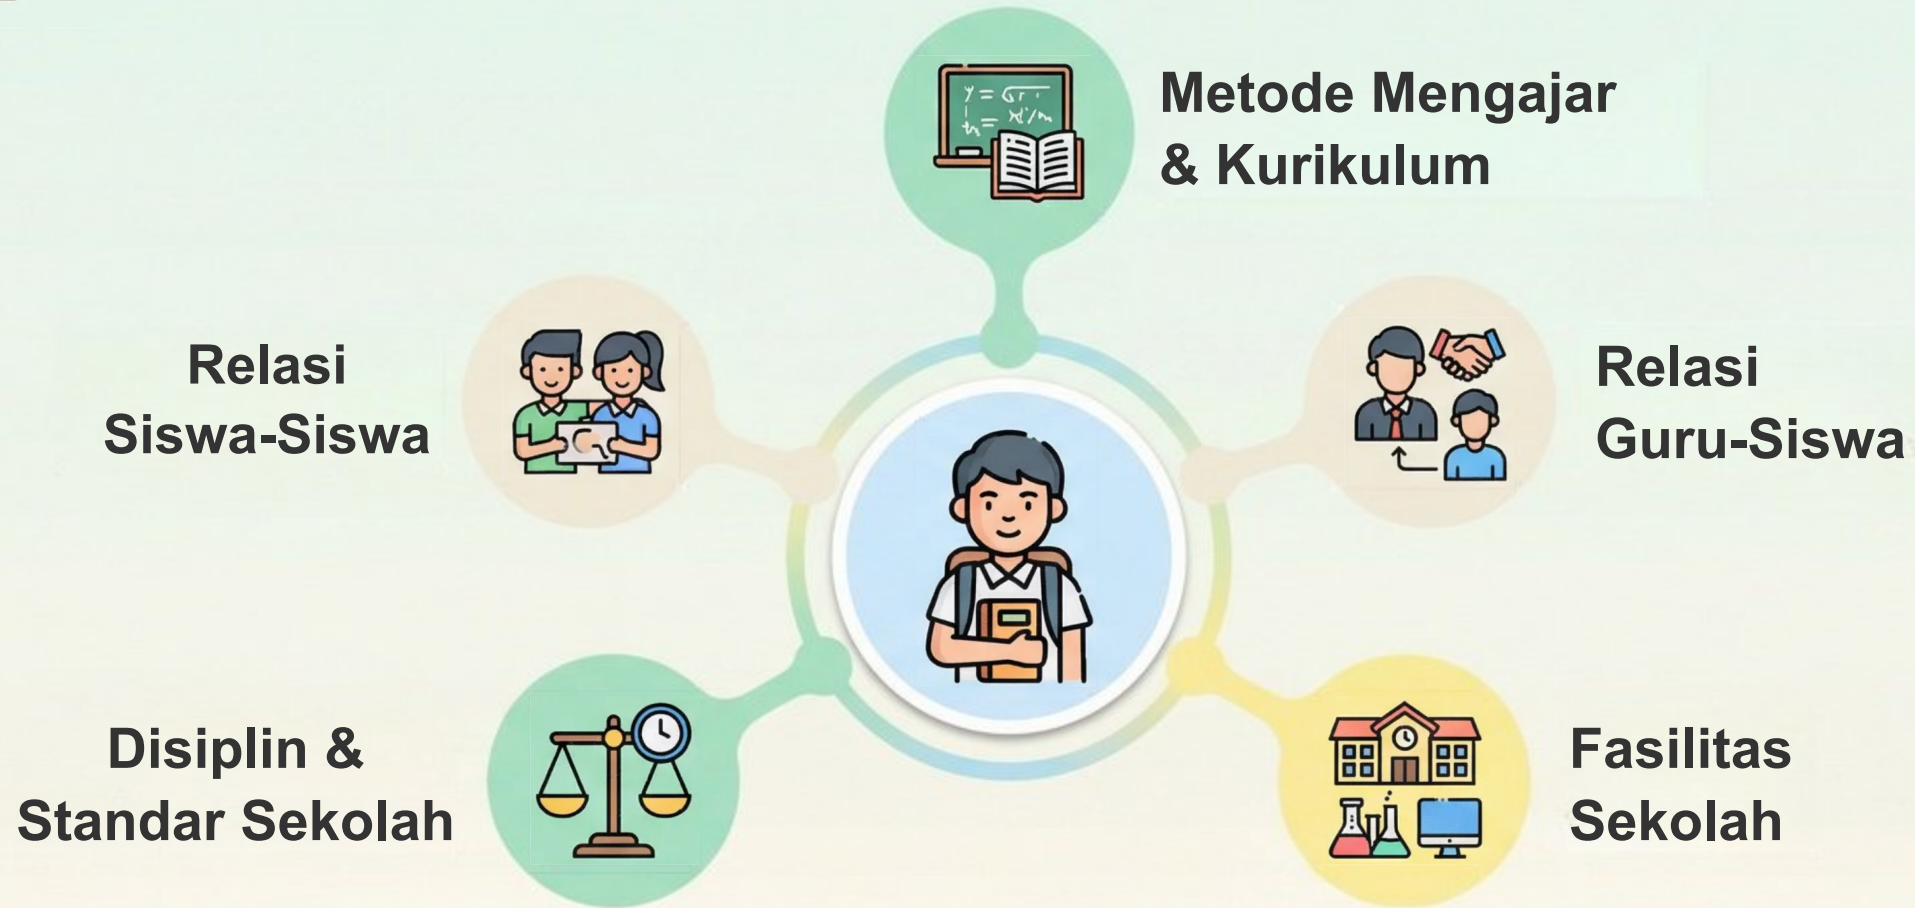 Metode Mengajar
& Kurikulum
Relasi
Siswa-Siswa
Relasi
Guru-Siswa
Disiplin &
Standar Sekolah
Fasilitas
Sekolah